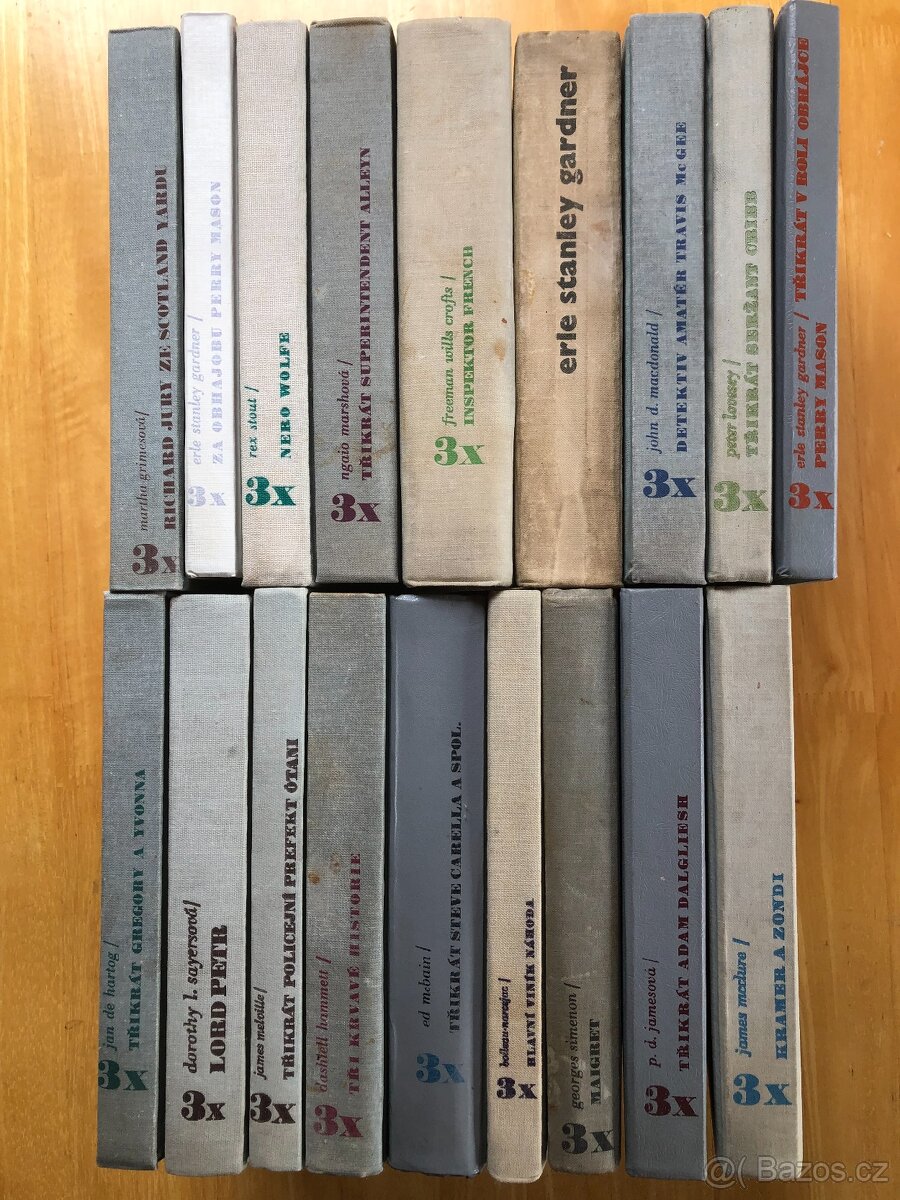 martha grimesová/
RICHARD JURY ZE SCOTLAND YARDU
3x
erle stanley gardner/
ZA OBHAJOBU PERRY MASON
3x
rex stout/
NERO WOLFE
3x
ngaio marshová/
TŘIKRÁT SUPERINTENDENT ALLEYN
3x
freeman wills crofts/
INSPEKTOR FRENCH
3x
erle stanley gardner
john d. macdonald/
DETEKTIV AMATÉR TRAVIS McGEE
3x
peter lovesey/
TŘIKRÁT SERŽANT CRIBB
3x
erle stanley gardner/ TŘIKRÁT V ROLI OBHÁJCE
PERRY MASON
3x
jan de hartog/
TŘIKRÁT GREGORY A YVONNA
3x
dorothy l. sayersová/
LORD PETR
3x
james melville/
TŘIKRÁT POLICEJNÍ PREFEKT ÓTANI
3x
dashiell hammett/
TŘI KRVAVÉ HISTORIE
3x
ed mcbain/
TŘIKRÁT STEVE CARELLA A SPOL.
3x
boileau-narcejac/
HLAVNÍ VINÍK NÁHODA
3x
georges simenon/
MAIGRET
3x
p. d. jamesová/
TŘIKRÁT ADAM DALGLIESH
3x
james mcclure/
KRAMER A ZONDI
3x
Bazos.cz